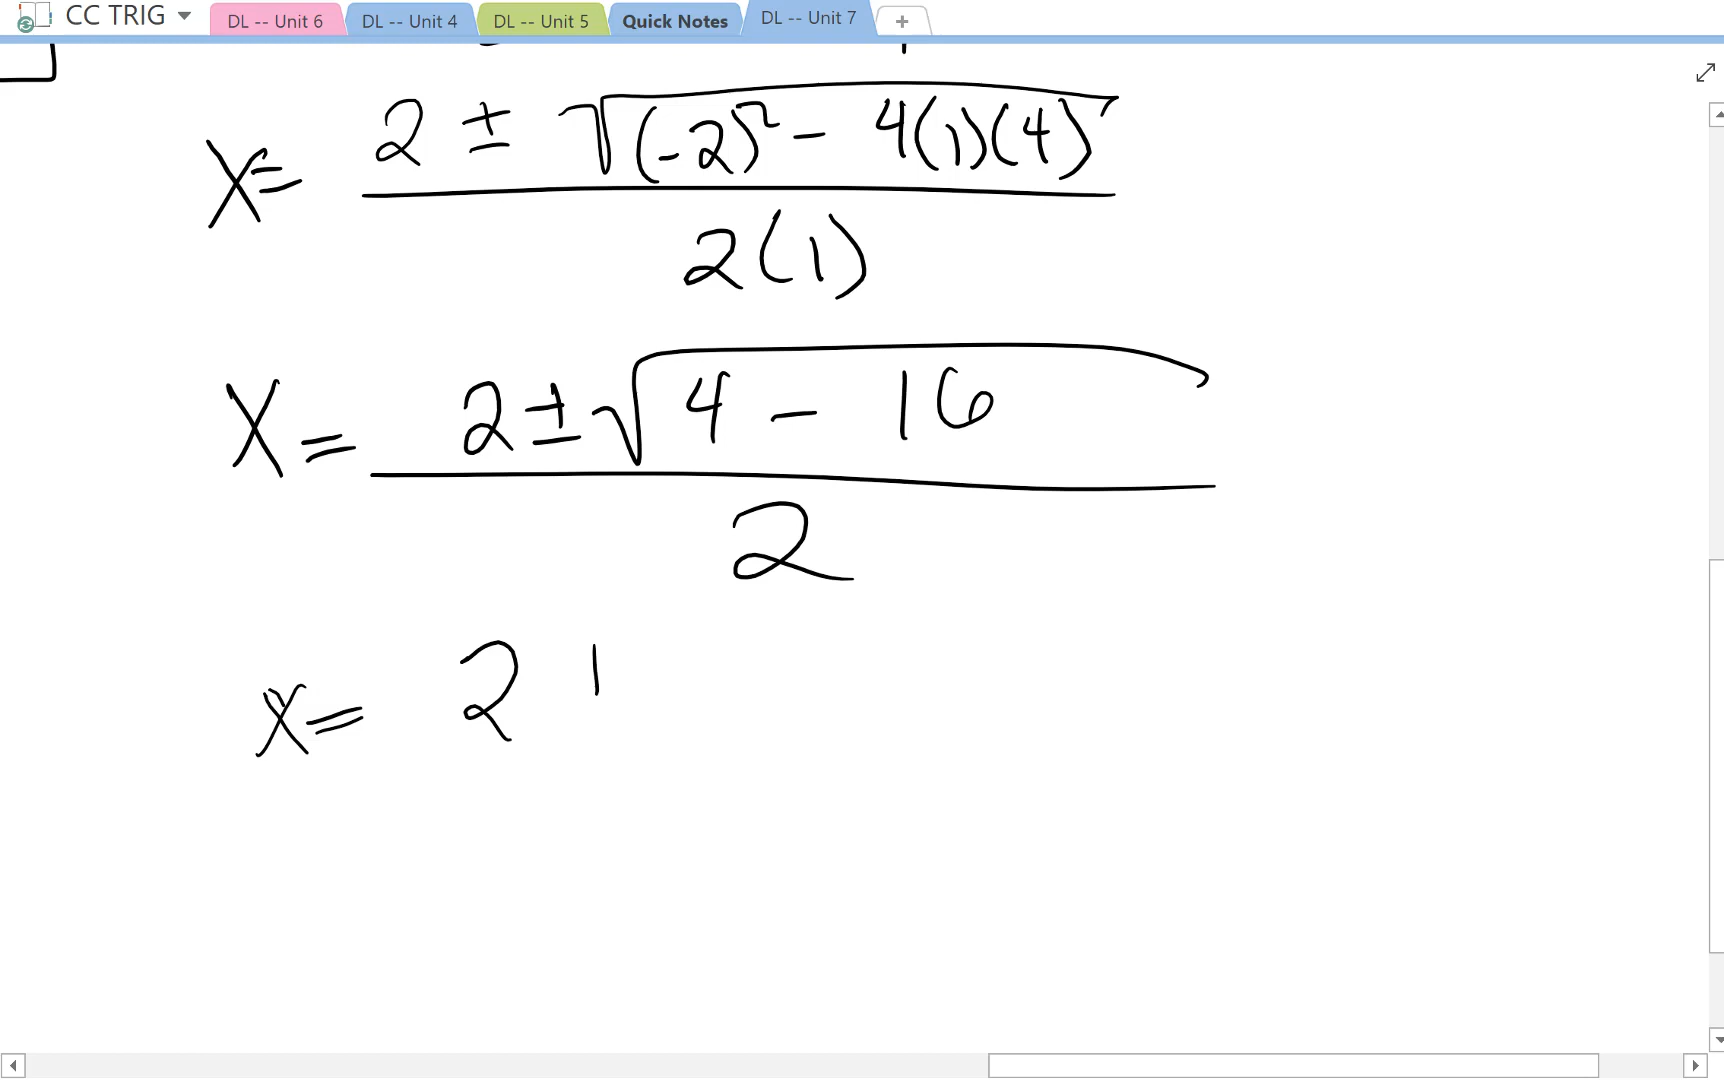 CC TRIG DL -- Unit 6 DL -- Unit 4 DL -- Unit 5 Quick Notes DL -- Unit 7 +
x= 2 ± √(-2)² - 4(1)(4)
2(1)
x= 2±√4 - 16
2
x= 2 |